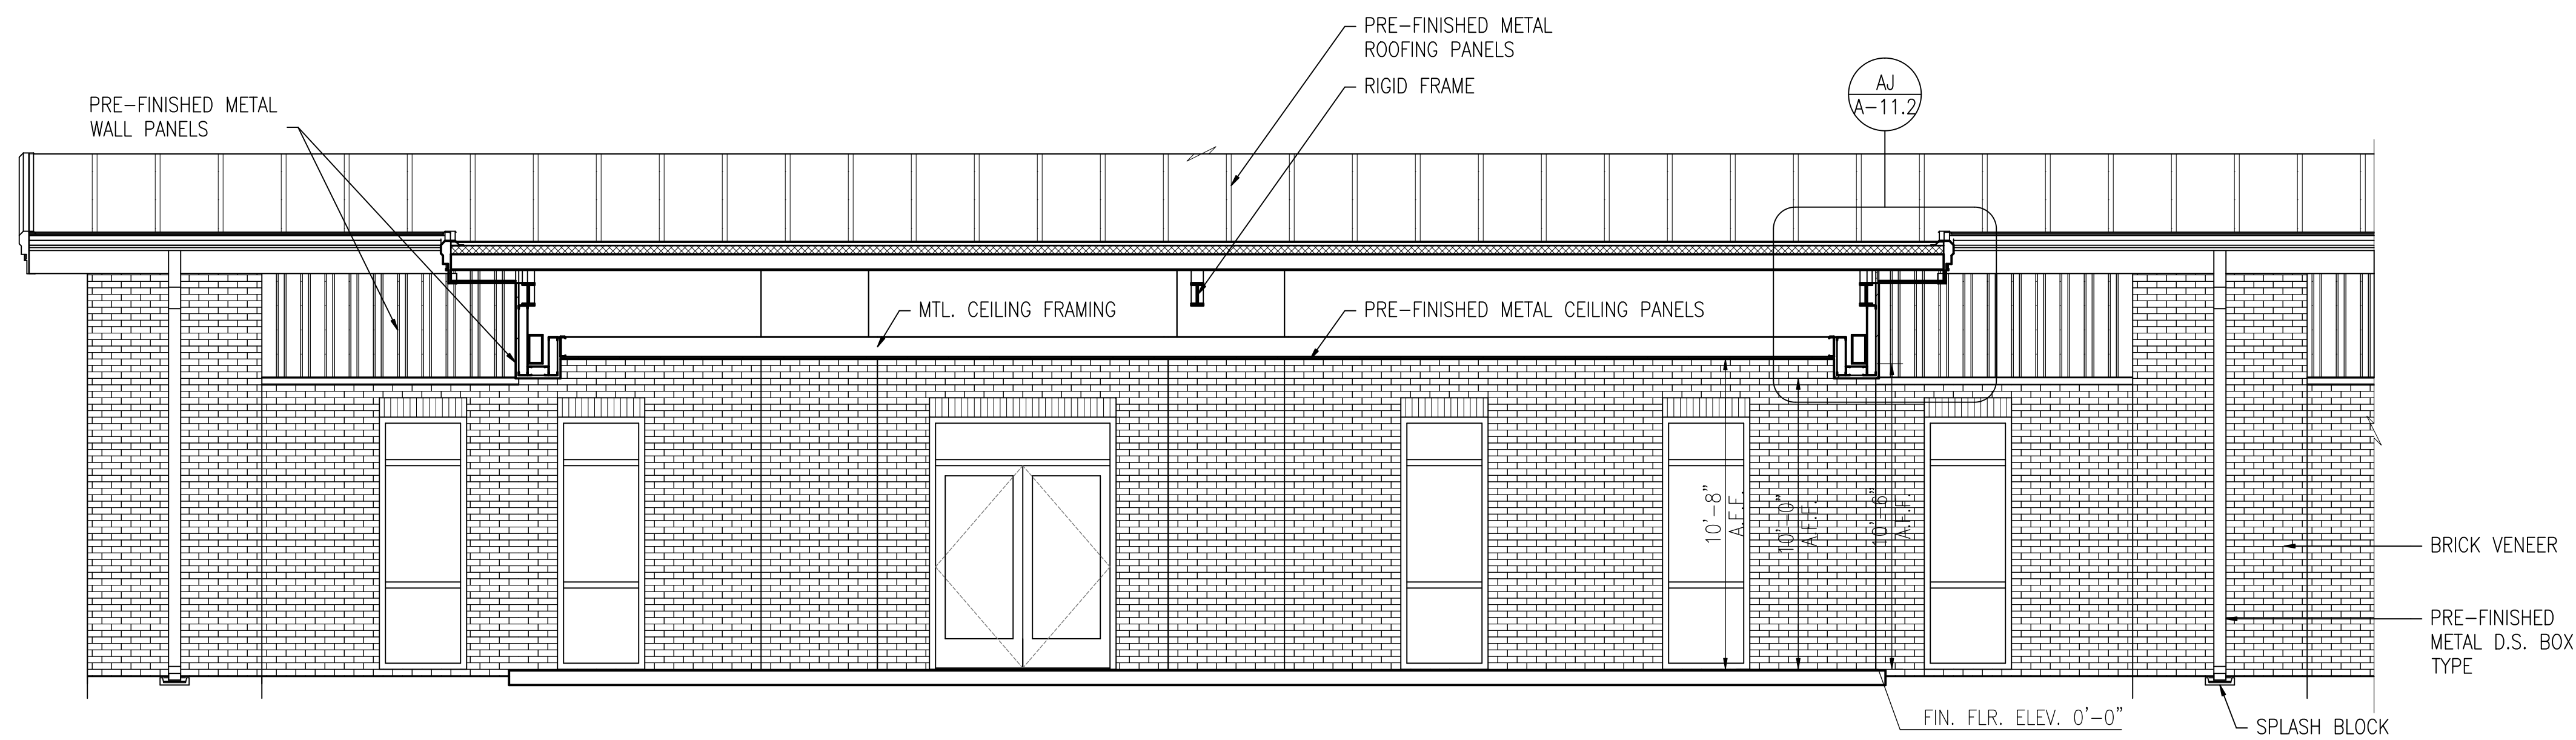 PRE-FINISHED METAL
ROOFING PANELS
RIGID FRAME
AJ
A-11.2
PRE-FINISHED METAL
WALL PANELS
MTL. CEILING FRAMING
PRE-FINISHED METAL CEILING PANELS
10'-8"
A.F.F.
10'-0"
A.F.F.
10'-6"
A.F.F.
BRICK VENEER
PRE-FINISHED
METAL D.S. BOX
TYPE
FIN. FLR. ELEV. 0'-0"
SPLASH BLOCK